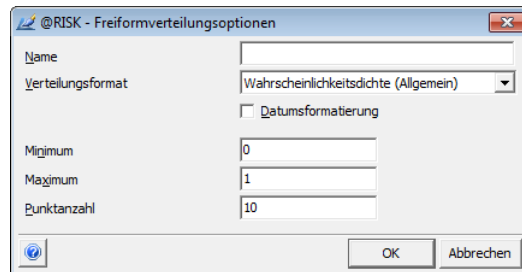 @RISK - Freiformverteilungsoptionen
Name
Verteilungsformat Wahrscheinlichkeitsdichte (Allgemein)
Datumsformatierung
Minimum 0
Maximum 1
Punktanzahl 10
OK Abbrechen